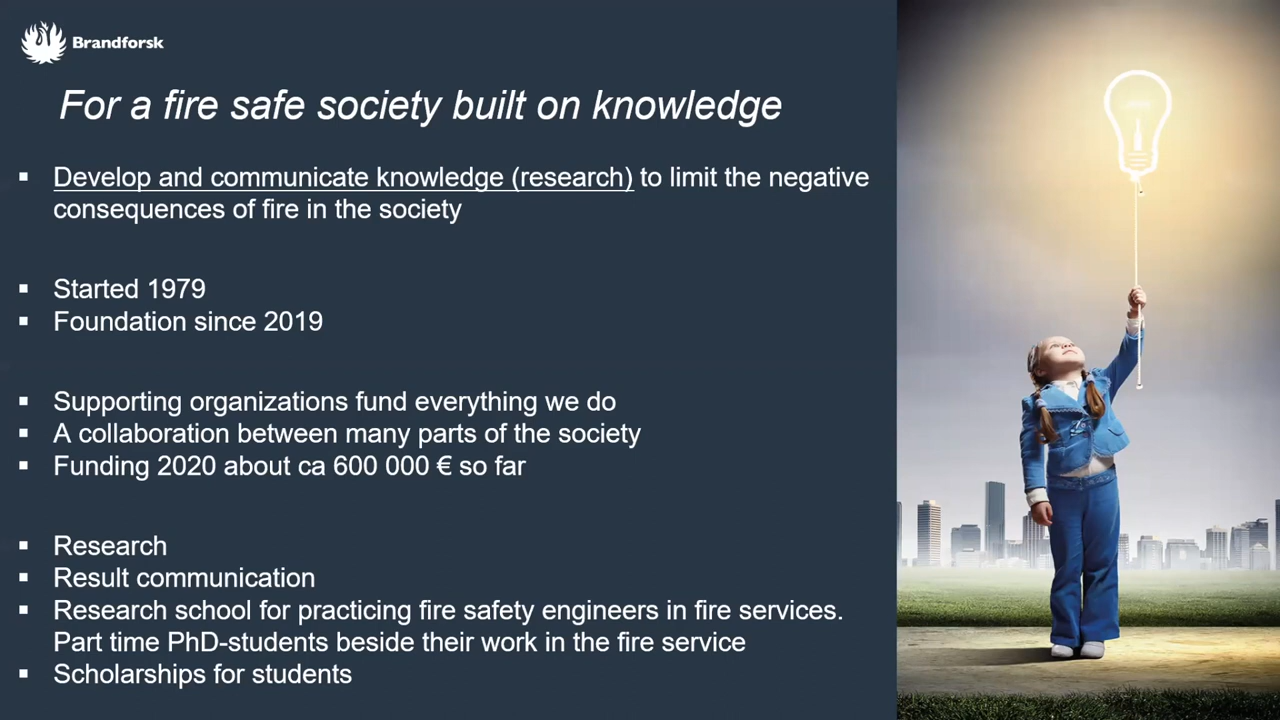 Brandforsk
For a fire safe society built on knowledge
▪ Develop and communicate knowledge (research) to limit the negative
consequences of fire in the society
▪ Started 1979
▪ Foundation since 2019
▪ Supporting organizations fund everything we do
▪ A collaboration between many parts of the society
▪ Funding 2020 about ca 600 000 € so far
▪ Research
▪ Result communication
▪ Research school for practicing fire safety engineers in fire services.
Part time PhD-students beside their work in the fire service
▪ Scholarships for students